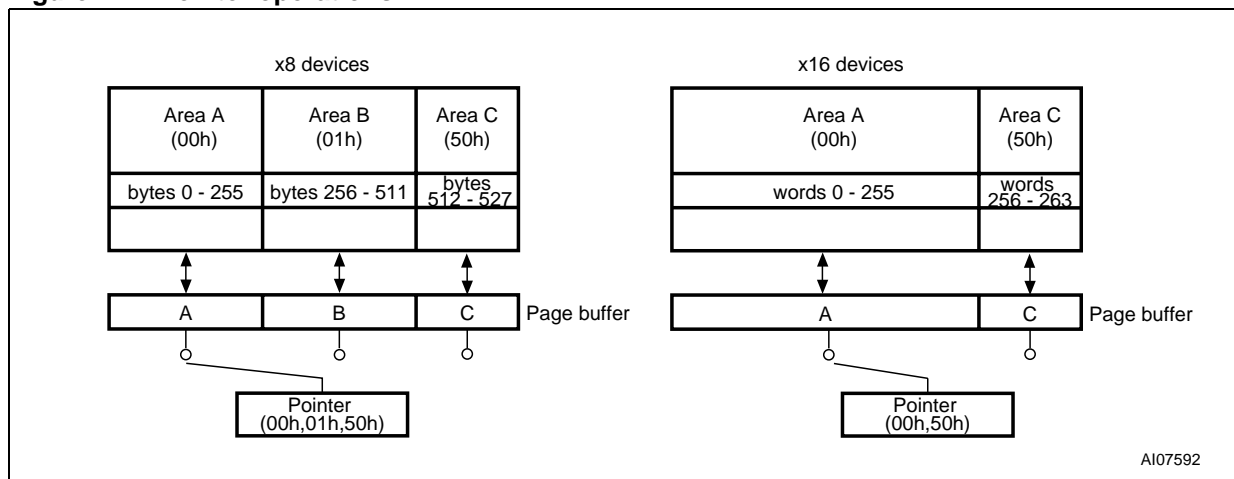 x8 devices
Area A
(00h)
Area B
(01h)
Area C
(50h)
bytes 0 - 255
bytes 256 - 511
bytes
512 - 527
A
B
C
Page buffer
Pointer
(00h,01h,50h)
x16 devices
Area A
(00h)
Area C
(50h)
words 0 - 255
words
256 - 263
A
C
Page buffer
Pointer
(00h,50h)
AI07592